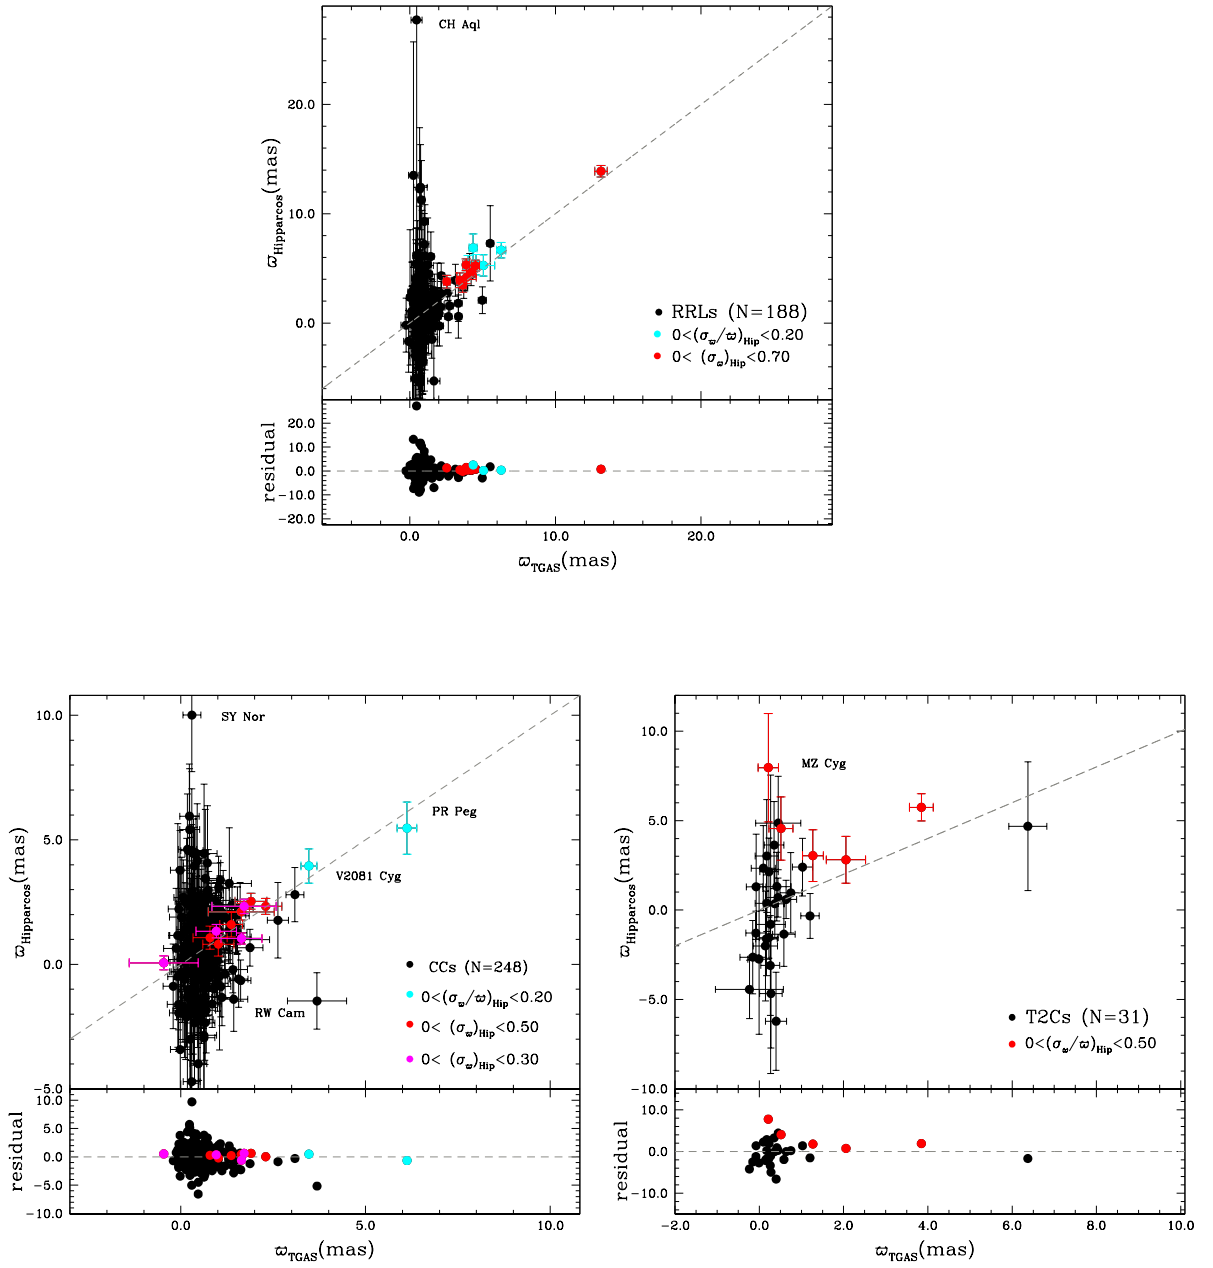 CH Aql
20.0
10.0
0.0
ϖHipparcos(mas)
RRLs (N=188)
0<(σϖ/ϖ)Hip<0.20
0< (σϖ)Hip<0.70
20.0
10.0
0.0
−10.0
−20.0
residual
0.0 10.0 20.0
ϖTGAS(mas)
10.0
5.0
0.0
−5.0
ϖHipparcos(mas)
SY Nor
PR Peg
V2081 Cyg
RW Cam
CCs (N=248)
0<(σϖ/ϖ)Hip<0.20
0< (σϖ)Hip<0.50
0< (σϖ)Hip<0.30
10.0
5.0
0.0
−5.0
−10.0
residual
0.0 5.0 10.0
ϖTGAS(mas)
10.0
5.0
0.0
−5.0
−10.0
ϖHipparcos(mas)
MZ Cyg
T2Cs (N=31)
0<(σϖ/ϖ)Hip<0.50
10.0
0.0
−10.0
residual
−2.0 0.0 2.0 4.0 6.0 8.0 10.0
ϖTGAS(mas)